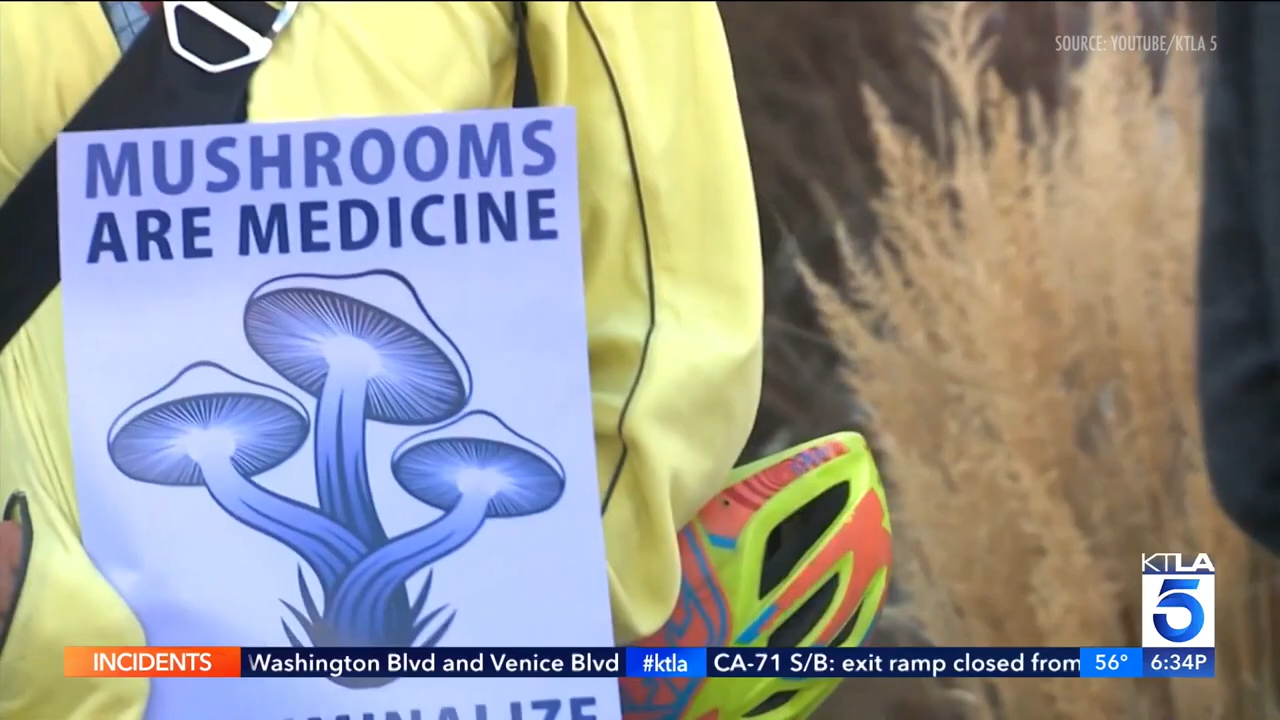 SOURCE: YOUTUBE/KTLA 5
MUSHROOMS
ARE MEDICINE
KTLA
5
INCIDENTS Washington Blvd and Venice Blvd #ktla CA-71 S/B: exit ramp closed from 56° 6:34P